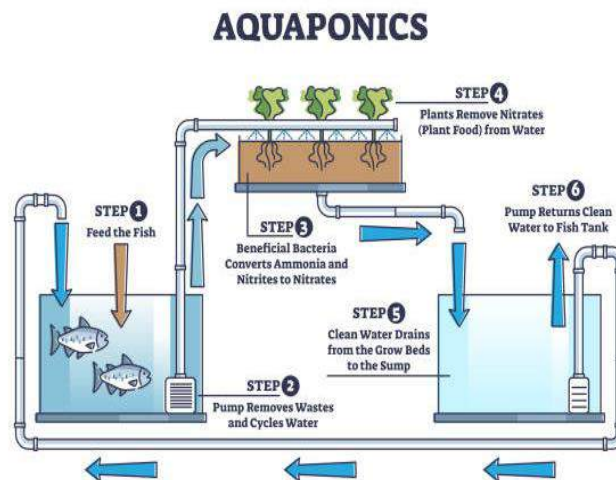 AQUAPONICS
STEP 1
Feed the Fish
STEP 2
Pump Removes Wastes
and Cycles Water
STEP 3
Beneficial Bacteria
Converts Ammonia and
Nitrites to Nitrates
STEP 4
Plants Remove Nitrates
(Plant Food) from Water
STEP 5
Clean Water Drains
from the Grow Beds
to the Sump
STEP 6
Pump Returns Clean
Water to Fish Tank